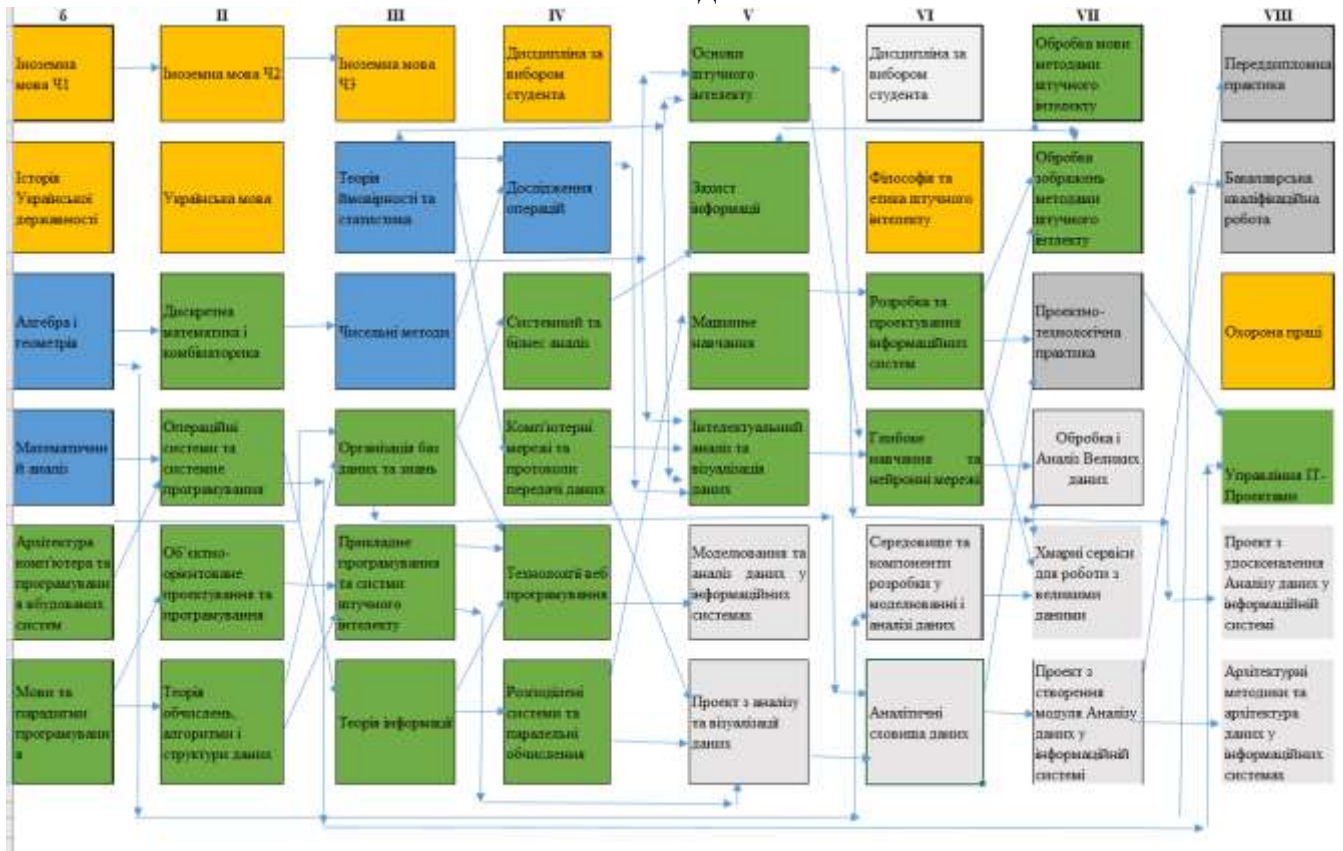 б
II
III
IV
V
VI
VII
VIII
Іноземна
мова Ч1
Іноземна мова Ч2
Іноземна мова
Ч3
Дисципліна за
вибором
студента
Основи
штучного
інтелекту
Дисципліна за
вибором
студента
Обробка мови
методами
штучного
інтелекту
Переддипломна
практика
Історія
Української
державності
Українська мова
Теорія
ймовірності та
статистика
Дослідження
операцій
Захист
інформації
Філософія та
етика штучного
інтелекту
Обробка
зображень
методами
штучного
інтлекту
Бакалаврська
кваліфікаційна
робота
Алгебра і
геометрія
Дискретна
математика і
комбінаторика
Чисельні методи
Системний та
бізнес аналіз
Машинне
навчання
Розробка та
проектування
інформаційних
систем
Проектно-
технологічна
практика
Охорона праці
Математични
й аналіз
Операційні
системи та
системне
програмування
Організація баз
даних та знань
Комп'ютерні
мережі та
протоколи
передачі даних
Інтелектуальний
аналіз та
візуалізація
даних
Глибоке
навчання та
нейронні мережі
Обробка і
Аналіз Великих
даних
Управління ІТ-
Проектами
Архітектура
комп'ютера та
програмуванн
я вбудованих
систем
Об'єктно-
орієнтоване
проектування та
програмування
Прикладне
програмування
та систми
штучного
інтелекту
Технології веб
програмування
Моделювання та
аналіз даних у
інформаційних
системах
Середовище та
компоненти
розробки у
моделюванні і
аналізі даних
Хмарні сервіси
для роботи з
великими
даними
Проект з
удосконалення
Аналізу даних у
інформаційній
системі
Мови та
парадигми
програмуванн
я
Теорія
обчислень,
алгоритми і
структури даних
Теорія інформації
Розподілені
системи та
паралельні
обчислення
Проект з аналізу
та візуалізації
даних
Аналітичні
сховища даних
Проект з
створення
модуля Аналізу
даних у
інформаційній
системі
Архітектурні
методики та
архітектура
даних у
інформаційних
системах